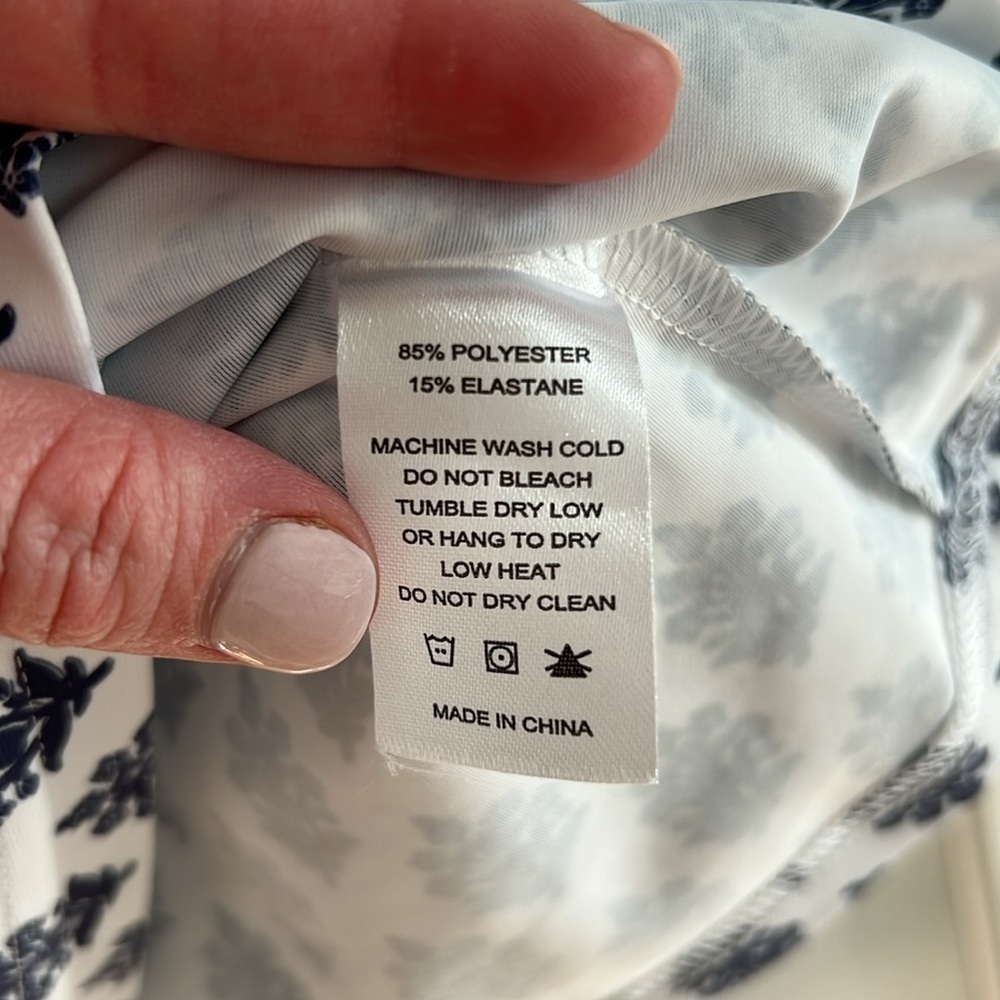 85% POLYESTER
15% ELASTANE
MACHINE WASH COLD
DO NOT BLEACH
TUMBLE DRY LOW
OR HANG TO DRY
LOW HEAT
DO NOT DRY CLEAN
MADE IN CHINA